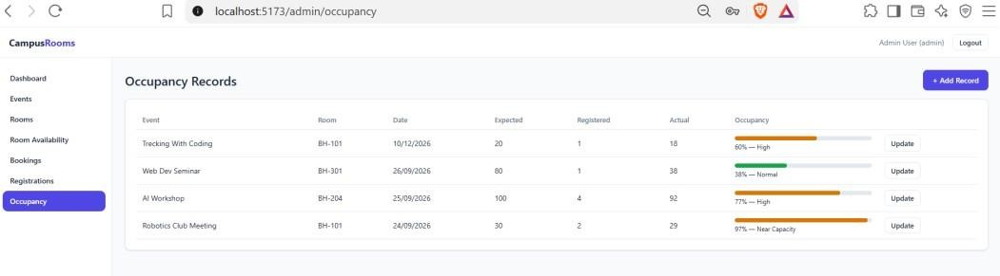 localhost:5173/admin/occupancy
CampusRooms
Admin User (admin) Logout
Dashboard
Events
Rooms
Room Availability
Bookings
Registrations
Occupancy
Occupancy Records
+ Add Record
Event Room Date Expected Registered Actual Occupancy
Trecking With Coding BH-101 10/12/2026 20 1 18 60% — High Update
Web Dev Seminar BH-301 26/09/2026 80 1 38 38% — Normal Update
AI Workshop BH-204 25/09/2026 100 4 92 77% — High Update
Robotics Club Meeting BH-101 24/09/2026 30 2 29 97% — Near Capacity Update